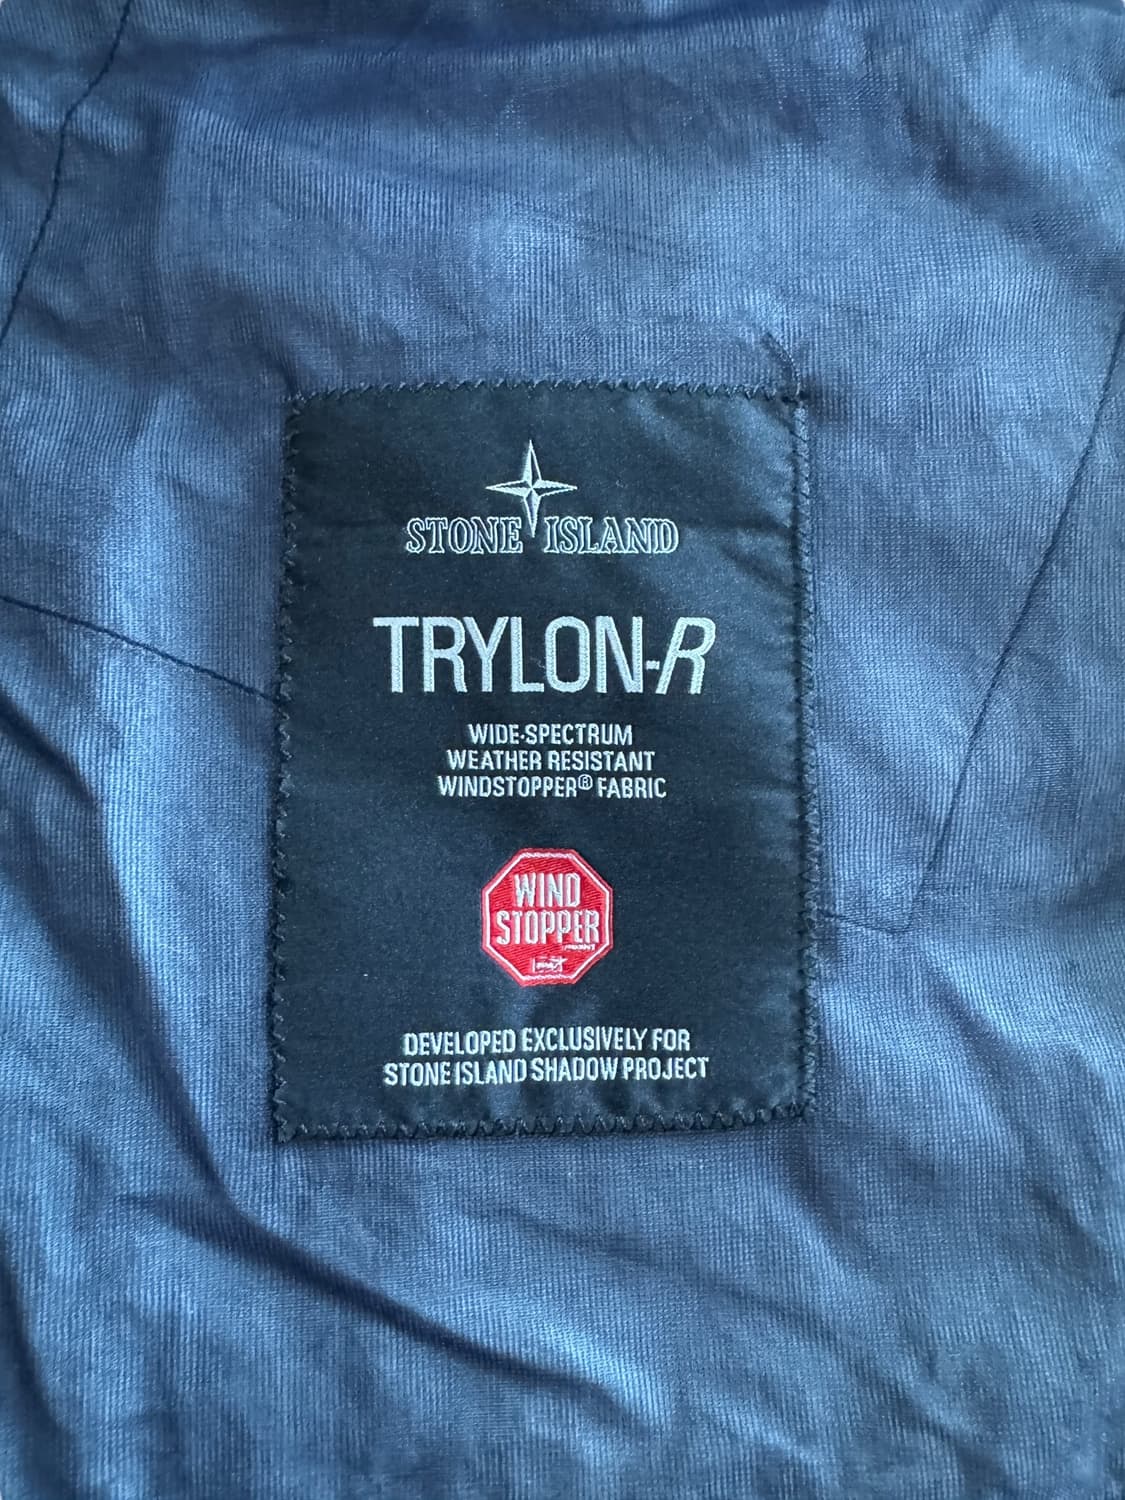 STONE ISLAND
TRYLON-R
WIDE-SPECTRUM
WEATHER RESISTANT
WINDSTOPPER® FABRIC
WIND
STOPPER
DEVELOPED EXCLUSIVELY FOR
STONE ISLAND SHADOW PROJECT